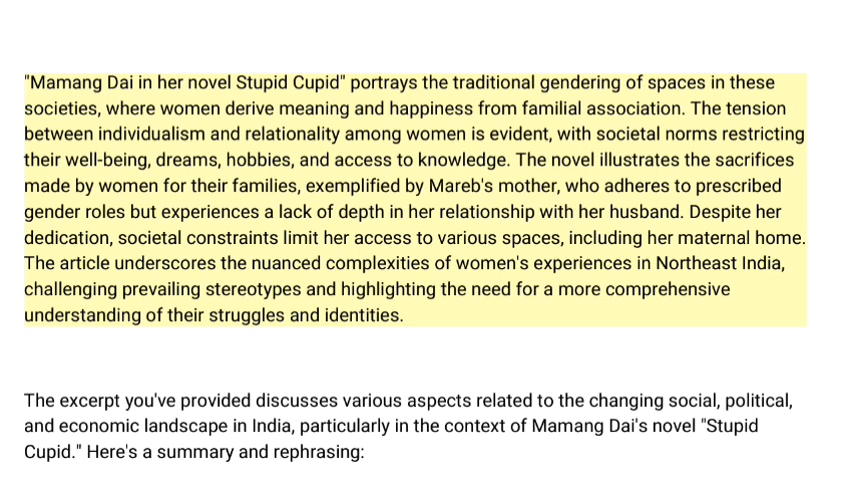 "Mamang Dai in her novel Stupid Cupid" portrays the traditional gendering of spaces in these
societies, where women derive meaning and happiness from familial association. The tension
between individualism and relationality among women is evident, with societal norms restricting
their well-being, dreams, hobbies, and access to knowledge. The novel illustrates the sacrifices
made by women for their families, exemplified by Mareb's mother, who adheres to prescribed
gender roles but experiences a lack of depth in her relationship with her husband. Despite her
dedication, societal constraints limit her access to various spaces, including her maternal home.
The article underscores the nuanced complexities of women's experiences in Northeast India,
challenging prevailing stereotypes and highlighting the need for a more comprehensive
understanding of their struggles and identities.
The excerpt you've provided discusses various aspects related to the changing social, political,
and economic landscape in India, particularly in the context of Mamang Dai's novel "Stupid
Cupid." Here's a summary and rephrasing: